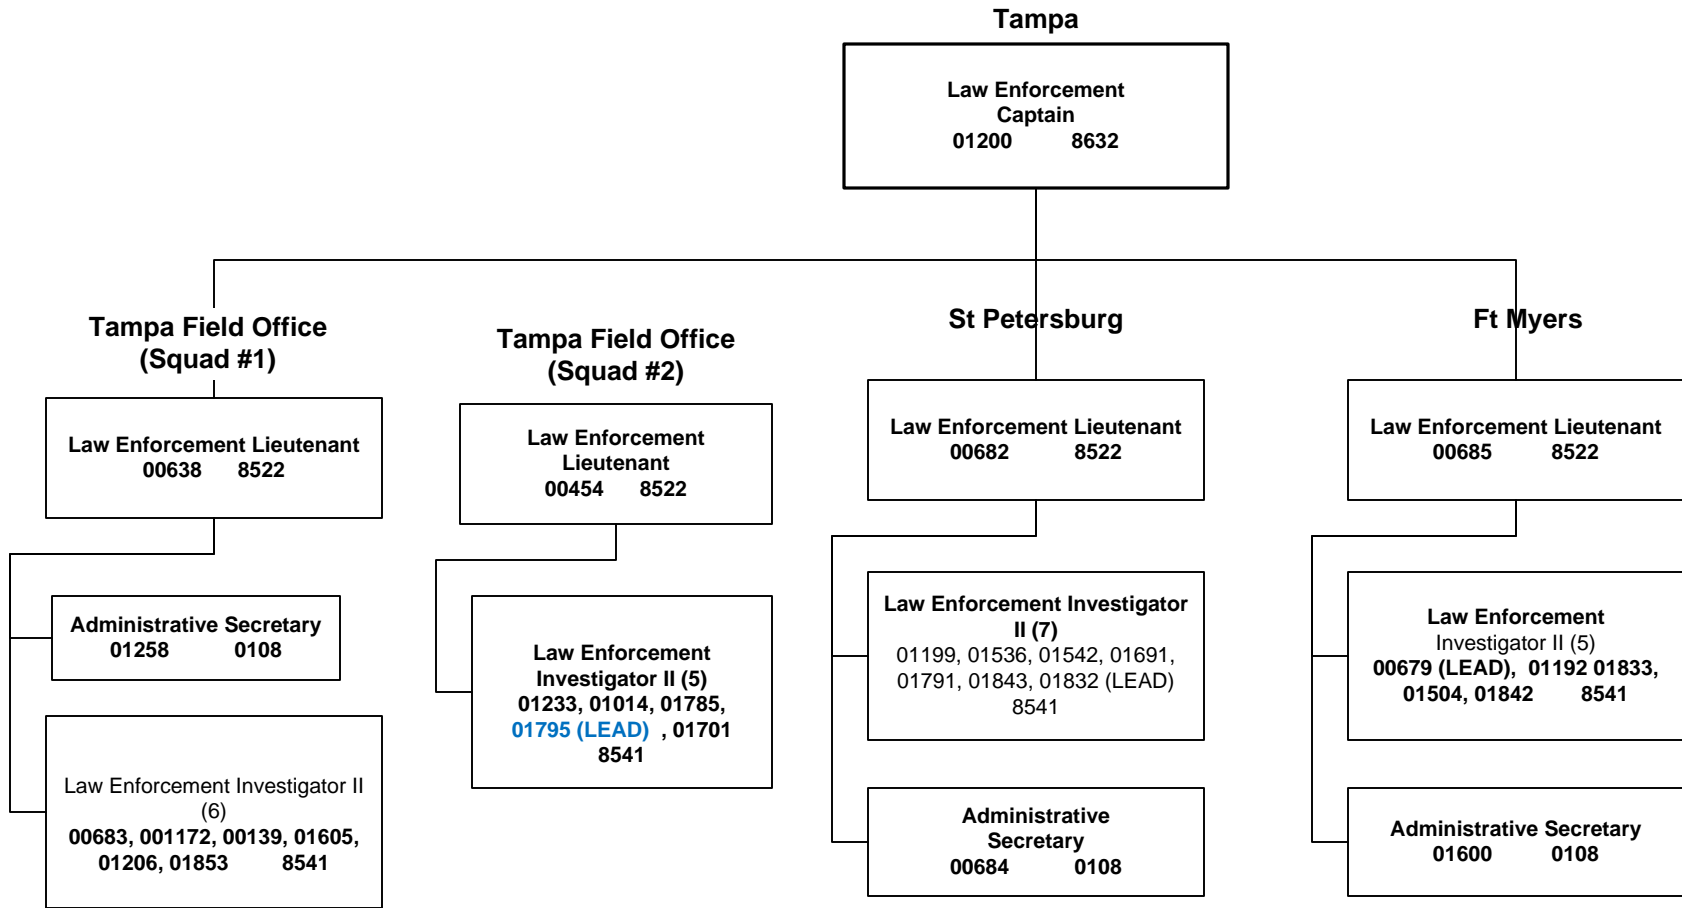 Tampa
Law Enforcement
Captain
01200 8632
Tampa Field Office
(Squad #1)
Law Enforcement Lieutenant
00638 8522
Administrative Secretary
01258 0108
Law Enforcement Investigator II
(6)
00683, 001172, 00139, 01605,
01206, 01853 8541
Tampa Field Office
(Squad #2)
Law Enforcement
Lieutenant
00454 8522
Law Enforcement
Investigator II (5)
01233, 01014, 01785,
01795 (LEAD) , 01701
8541
St Petersburg
Law Enforcement Lieutenant
00682 8522
Law Enforcement Investigator
II (7)
01199, 01536, 01542, 01691,
01791, 01843, 01832 (LEAD)
8541
Administrative
Secretary
00684 0108
Ft Myers
Law Enforcement Lieutenant
00685 8522
Law Enforcement
Investigator II (5)
00679 (LEAD), 01192 01833,
01504, 01842 8541
Administrative Secretary
01600 0108